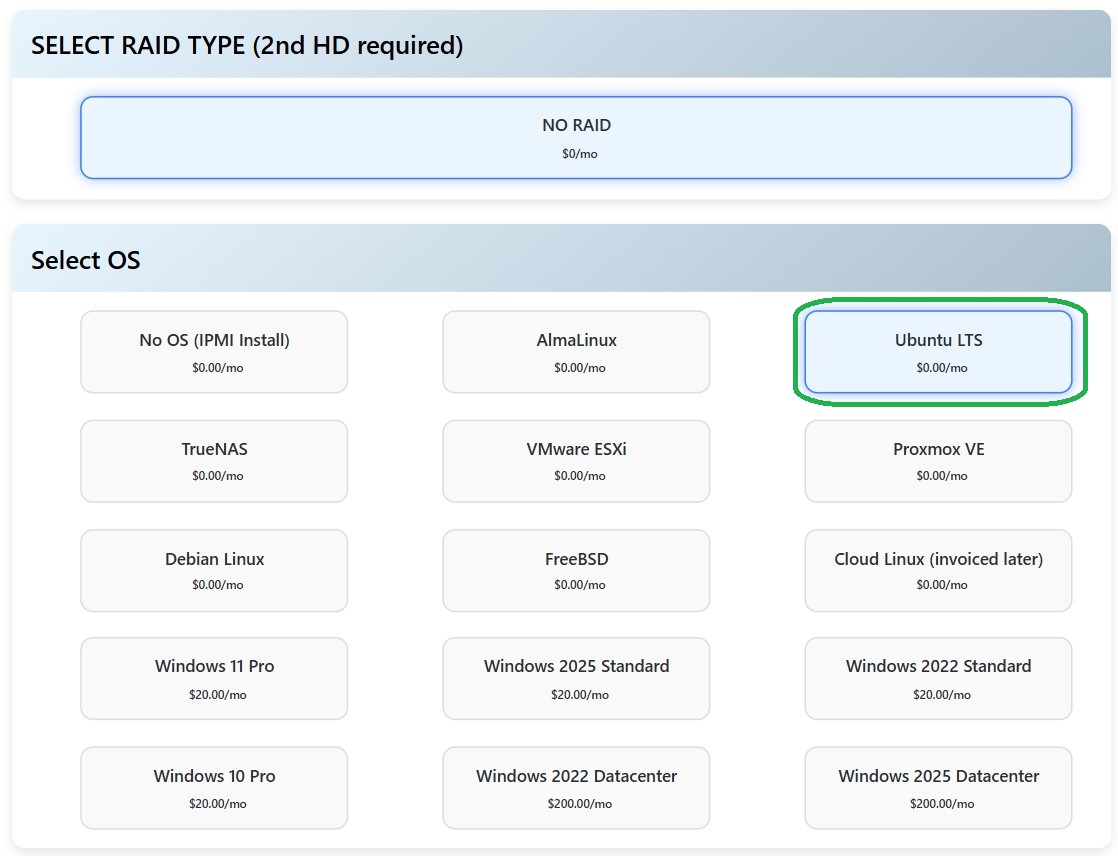 SELECT RAID TYPE (2nd HD required)
NO RAID
$0/mo
Select OS
No OS (IPMI Install)
$0.00/mo
AlmaLinux
$0.00/mo
Ubuntu LTS
$0.00/mo
TrueNAS
$0.00/mo
VMware ESXi
$0.00/mo
Proxmox VE
$0.00/mo
Debian Linux
$0.00/mo
FreeBSD
$0.00/mo
Cloud Linux (invoiced later)
$0.00/mo
Windows 11 Pro
$20.00/mo
Windows 2025 Standard
$20.00/mo
Windows 2022 Standard
$20.00/mo
Windows 10 Pro
$20.00/mo
Windows 2022 Datacenter
$200.00/mo
Windows 2025 Datacenter
$200.00/mo